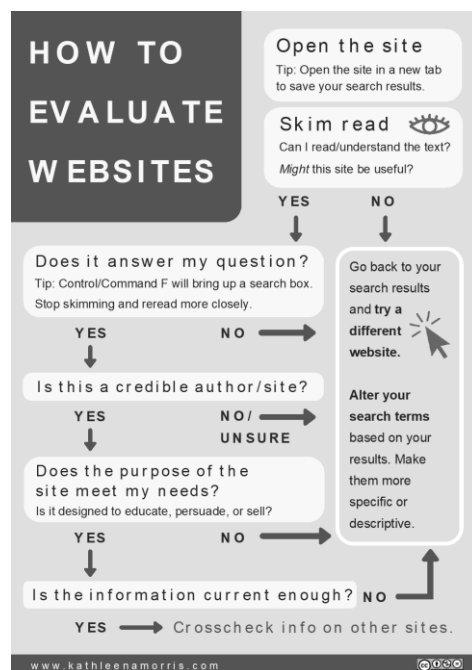 HOW TO
EVALUATE
WEBSITES
Open the site
Tip: Open the site in a new tab
to save your search results.
Skim read
Can I read/understand the text?
Might this site be useful?
YES
NO
Does it answer my question?
Tip: Control/Command F will bring up a search box.
Stop skimming and reread more closely.
YES
NO
Go back to your
search results
and try a
different
website.
Alter your
search terms
based on your
results. Make
them more
specific or
descriptive.
Is this a credible author/site?
YES
NO/
UNSURE
Does the purpose of the
site meet my needs?
Is it designed to educate, persuade, or sell?
YES
NO
Is the information current enough?
NO
YES
Crosscheck info on other sites.
www.kathleenamorris.com